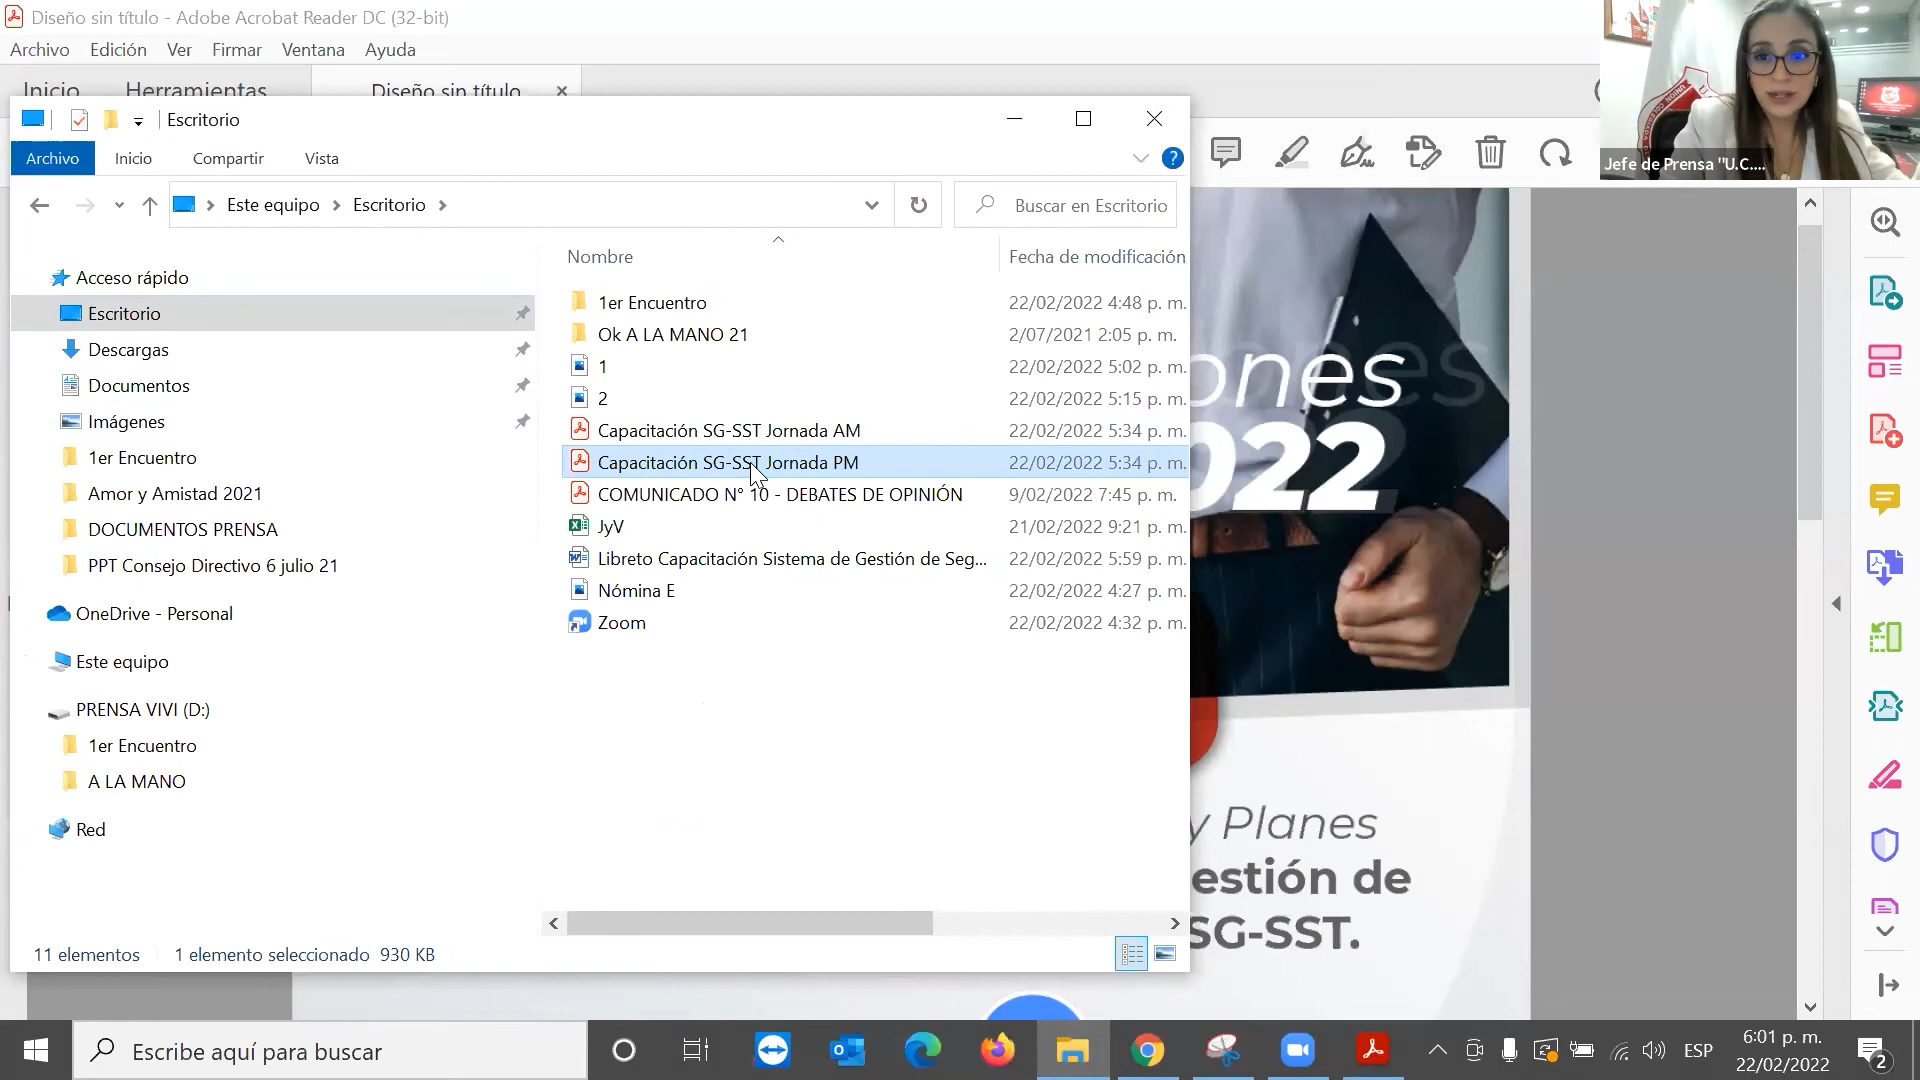 Diseño sin título - Adobe Acrobat Reader DC (32-bit)
Archivo Edición Ver Firmar Ventana Ayuda
Inicio Herramientas Diseño sin título
Escritorio
Archivo Inicio Compartir Vista
Este equipo Escritorio
Buscar en Escritorio
Jefe de Prensa "U.C....
Nombre Fecha de modificación
Acceso rápido
Escritorio
Descargas
Documentos
Imágenes
1er Encuentro
Amor y Amistad 2021
DOCUMENTOS PRENSA
PPT Consejo Directivo 6 julio 21
OneDrive - Personal
Este equipo
PRENSA VIVI (D:)
1er Encuentro
A LA MANO
Red
1er Encuentro 22/02/2022 4:48 p. m.
Ok A LA MANO 21 2/07/2021 2:05 p. m.
1 22/02/2022 5:02 p. m.
2 22/02/2022 5:15 p. m.
Capacitación SG-SST Jornada AM 22/02/2022 5:34 p. m.
Capacitación SG-SST Jornada PM 22/02/2022 5:34 p. m.
COMUNICADO N° 10 - DEBATES DE OPINIÓN 9/02/2022 7:45 p. m.
JyV 21/02/2022 9:21 p. m.
Libreto Capacitación Sistema de Gestión de Seg... 22/02/2022 5:59 p. m.
Nómina E 22/02/2022 4:27 p. m.
Zoom 22/02/2022 4:32 p. m.
ones
022
y Planes
estión de
SG-SST.
11 elementos 1 elemento seleccionado 930 KB
Escribe aquí para buscar
ESP
6:01 p. m.
22/02/2022
2